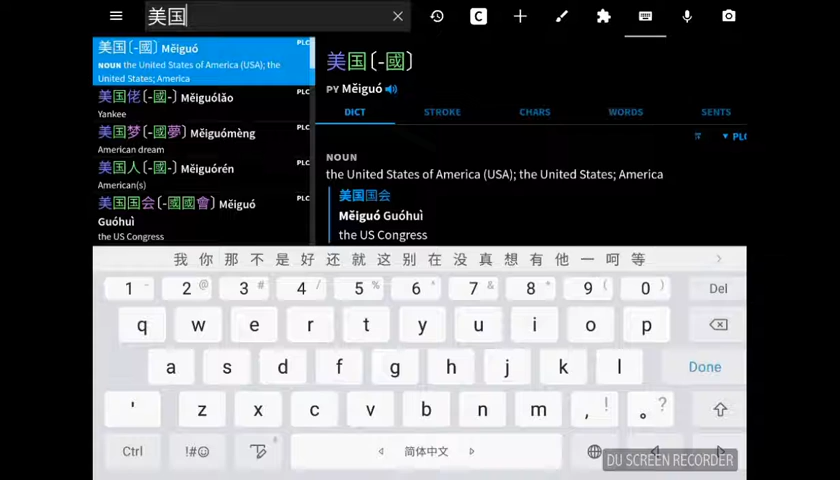 美国
C
美国〔-國〕 Měiguó PLC
NOUN the United States of America (USA); the
United States; America
美国佬〔-國-〕 Měiguólǎo PLC
Yankee
美国梦〔-國夢〕 Měiguómèng PLC
American dream
美国人〔-國-〕 Měiguórén PLC
American(s)
美国国会〔-國國會〕 Měiguó PLC
Guóhuì
the US Congress
美国〔-國〕
PY Měiguó
DICT STROKE CHARS WORDS SENTS
PLC
NOUN
the United States of America (USA); the United States; America
美国国会
Měiguó Guóhuì
the US Congress
我 你 那 不 是 好 还 就 这 别 在 没 真 想 有 他 一 呵 等
1 - 2 @ 3 # 4 / 5 % 6 ^ 7 & 8 * 9 ( 0 ) Del
q w e r t y u i o p
a s d f g h j k l Done
' z x c v b n m , ! 。 ?
Ctrl !#☺ 简体中文
DU SCREEN RECORDER